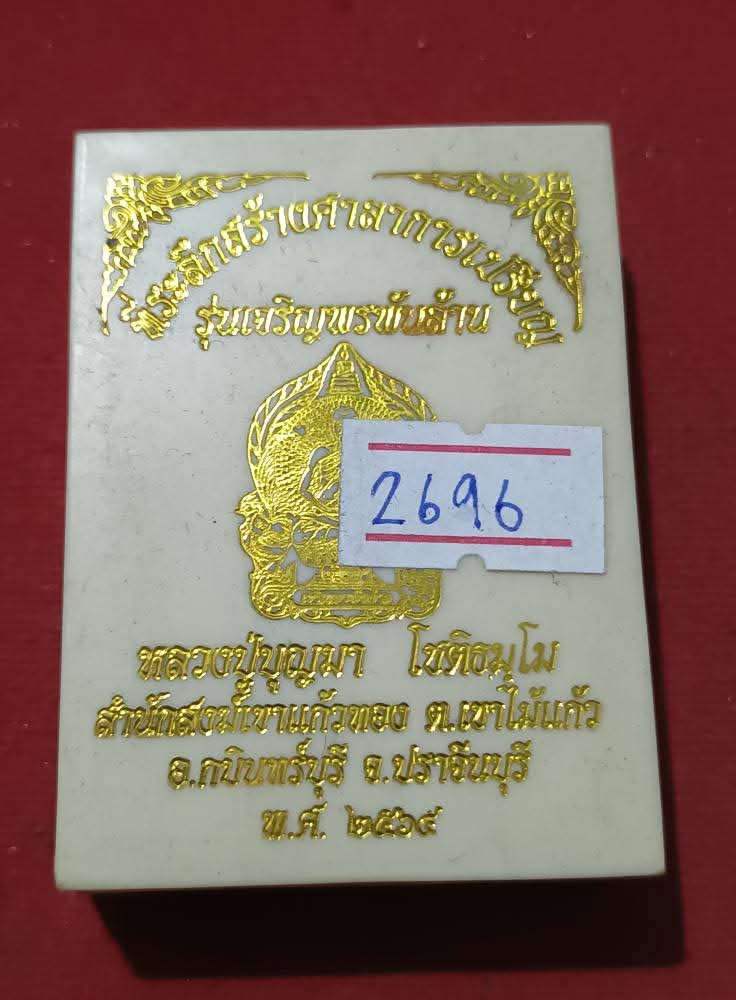 ที่ระลึกสร้างศาลาการเปรียญ
รุ่นเจริญพรพันล้าน
2696
หลวงปู่บุญมา โชติธมฺโม
สำนักสงฆ์เขาแก้วทอง ต.เขาไม้แก้ว
อ.กบินทร์บุรี จ.ปราจีนบุรี
พ.ศ. ๒๕๖๔